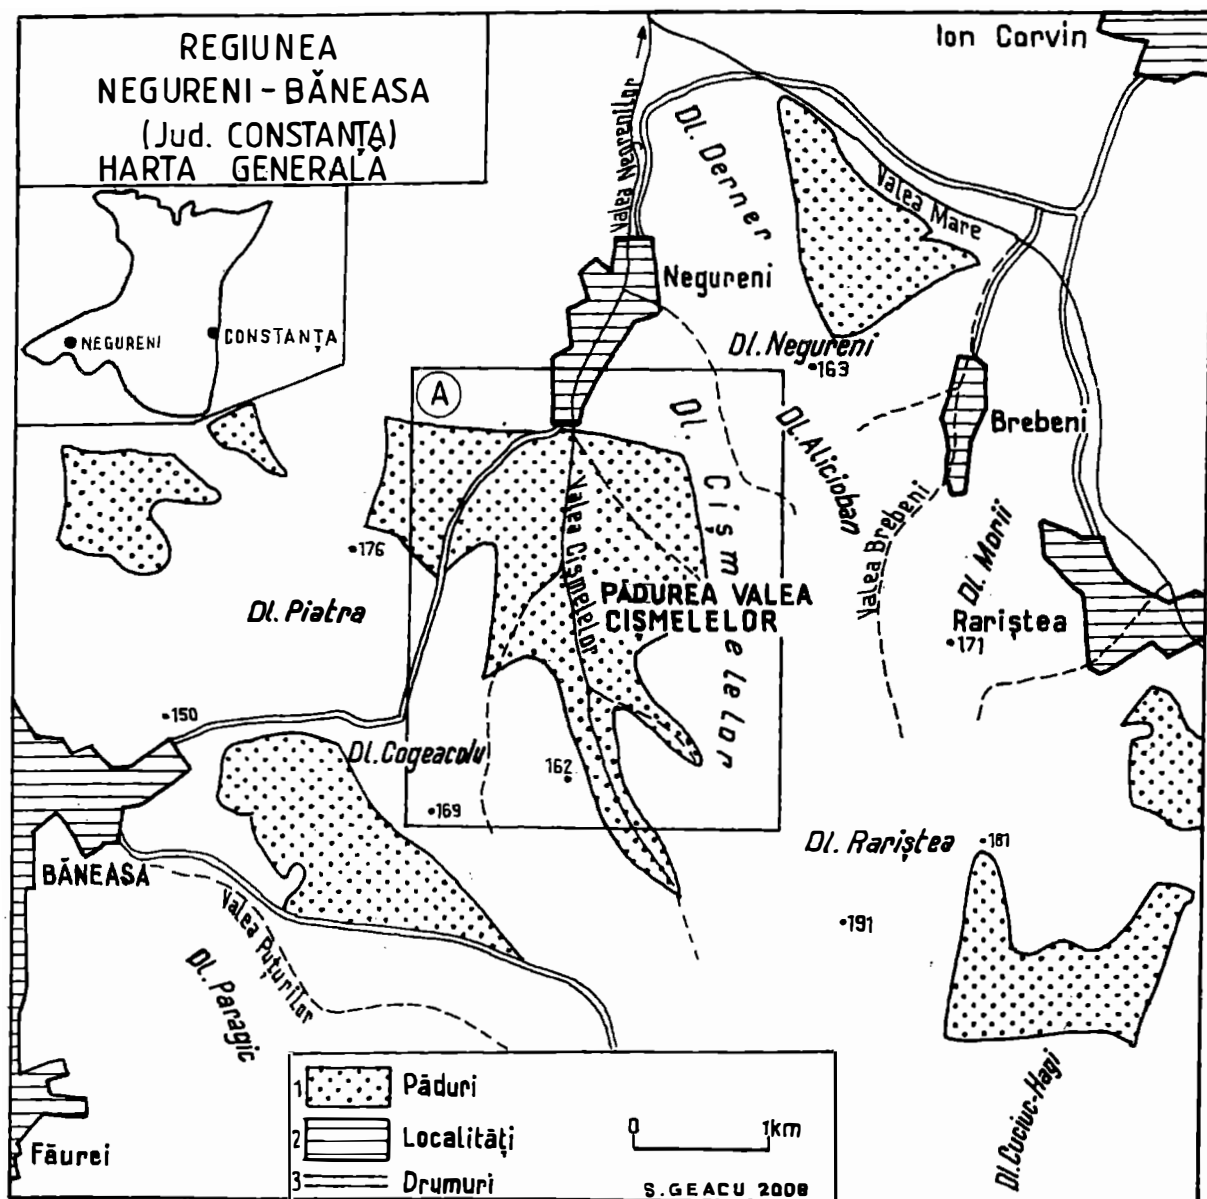 REGIUNEA
NEGURENI-BĂNEASA
(Jud. CONSTANȚA)
HARTA GENERALĂ
Ion Corvin
Valea Negrenilor
Dl. Derner
Valea Mare
Negureni
NEGURENI
CONSTANȚA
Dl. Negureni
163
A
Dl. Cișmelelor
Dl. Alicioban
Brebeni
Valea Cișmelelor
Valea Brebeni
Dl. Morii
176
Dl. Piatra
PĂDUREA VALEA
CIȘMELELOR
Rariștea
171
150
Dl. Cogeacolu
162
169
Dl. Rariștea
181
BĂNEASA
191
Valea Puțurilor
Dl. Paragic
Dl. Cuciuc-Hagi
Făurei
1 Păduri
2 Localități
3 Drumuri
0 1km
S. GEACU 2008